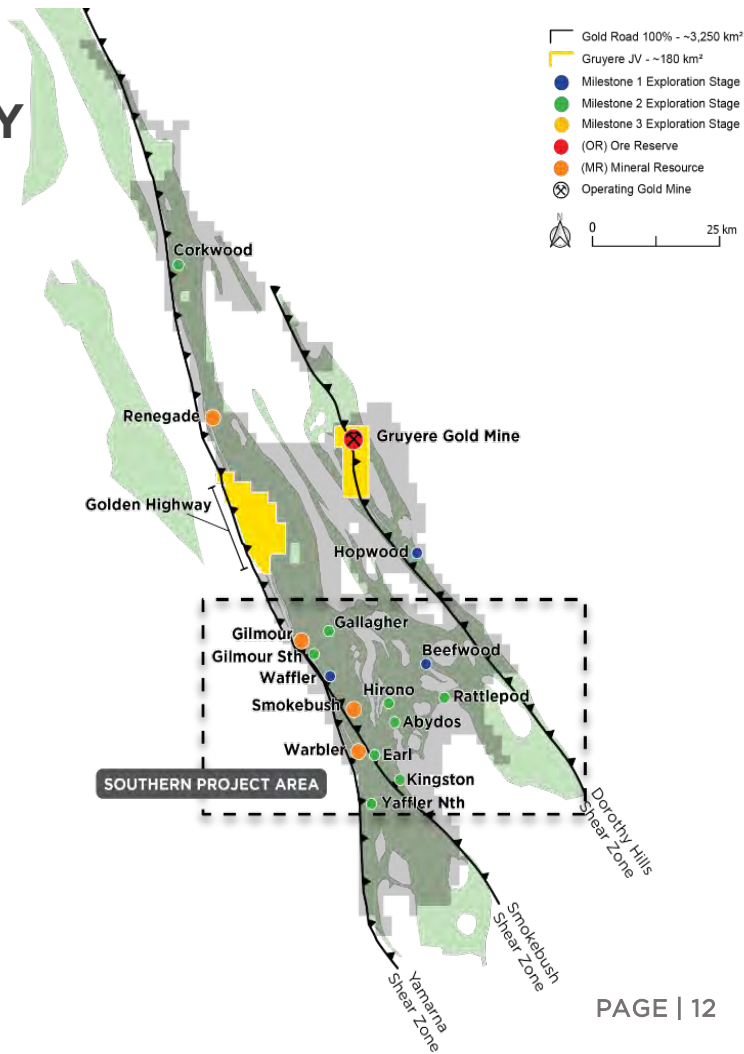 Y
Gold Road 100% - ~3,250 km²
Gruyere JV - ~180 km²
Milestone 1 Exploration Stage
Milestone 2 Exploration Stage
Milestone 3 Exploration Stage
(OR) Ore Reserve
(MR) Mineral Resource
Operating Gold Mine
N
0
25 km
Corkwood
Renegade
Gruyere Gold Mine
Golden Highway
Hopwood
Gallagher
Gilmour
Gilmour Sth
Beefwood
Waffler
Hirono
Rattlepod
Smokebush
Abydos
Warbler
Earl
Kingston
SOUTHERN PROJECT AREA
Yaffler Nth
Dorothy Hills
Shear Zone
Smokebush
Shear Zone
Yamarna
Shear Zone
PAGE | 12